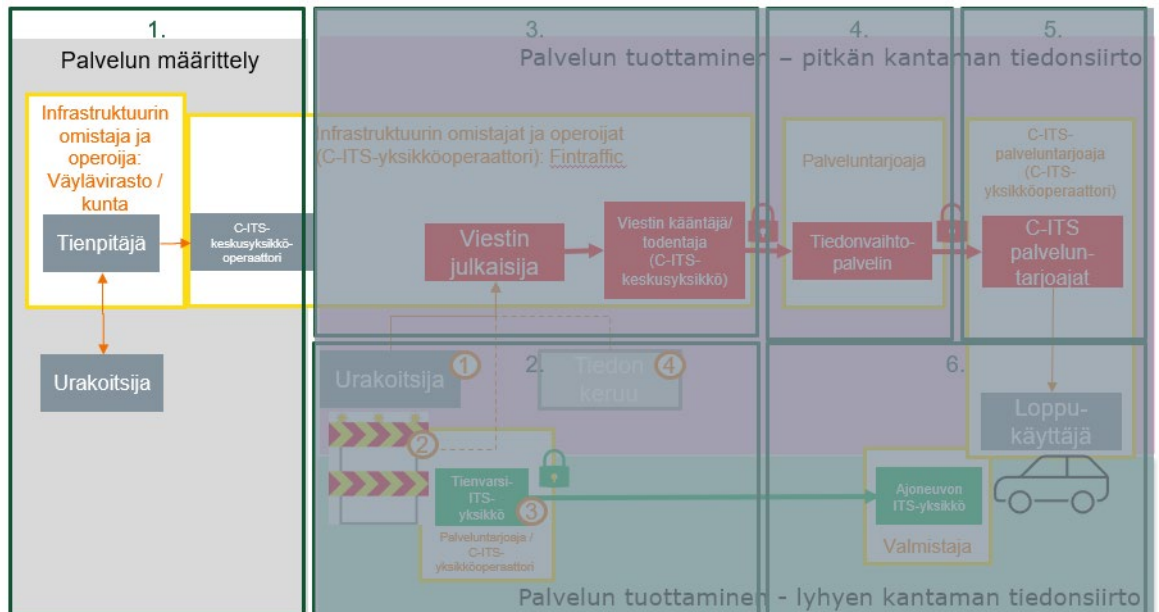 1.
Palvelun määrittely
Infrastruktuurin
omistaja ja
operoija:
Väylävirasto /
kunta
Tienpitäjä
Urakoitsija
C-ITS-
keskusyksikkö-
operaattori
3.
4.
5.
Palvelun tuottaminen – pitkän kantaman tiedonsiirto
Infrastruktuurin omistajat ja operoijat
(C-ITS-yksikköoperaattori): Fintraffic
Viestin
julkaisija
Viestin kääntäjä/
todentaja
(C-ITS-
keskusyksikkö)
Palveluntarjoaja
Tiedonvaihto-
palvelin
C-ITS-
palveluntarjoaja
(C-ITS-
yksikköoperaattori)
C-ITS
palvelun-
tarjoajat
2.
Urakoitsija
1
Tiedon
keruu
4
2
Tienvarsi-
ITS-
yksikkö
3
Palveluntarjoaja /
C-ITS-
yksikköoperaattori
6.
Loppu-
käyttäjä
Ajoneuvon
ITS-yksikkö
Valmistaja
Palvelun tuottaminen - lyhyen kantaman tiedonsiirto